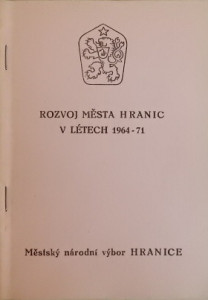 ROZVOJ MĚSTA HRANIC
V LÉTECH 1964-71
Městský národní výbor HRANICE